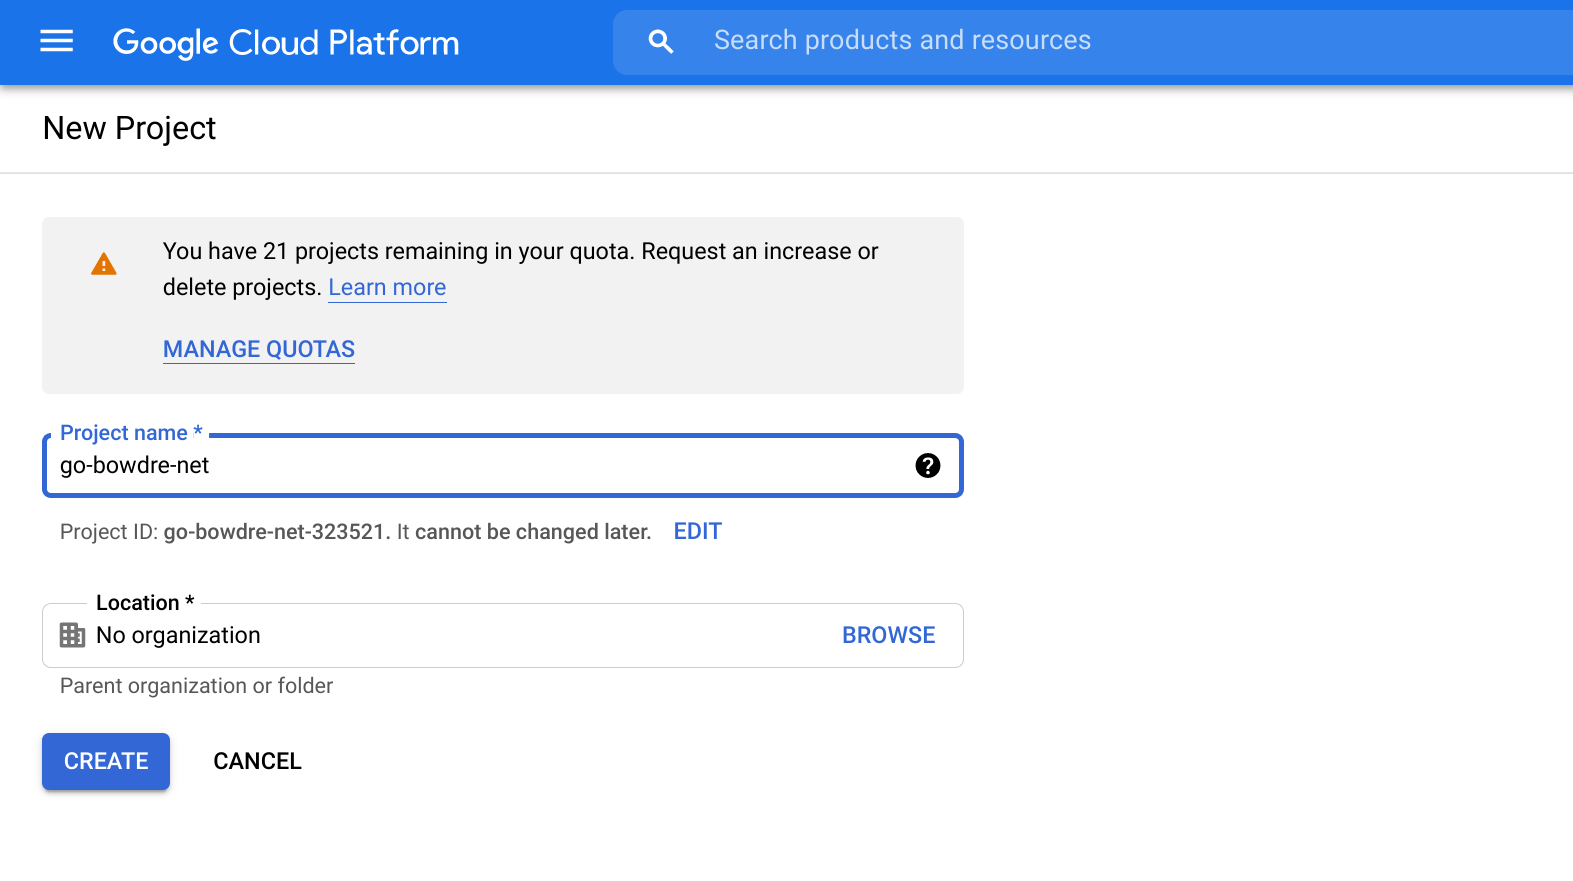 Google Cloud Platform
Search products and resources
New Project
You have 21 projects remaining in your quota. Request an increase or
delete projects. Learn more
MANAGE QUOTAS
Project name *
go-bowdre-net
Project ID: go-bowdre-net-323521. It cannot be changed later. EDIT
Location *
No organization BROWSE
Parent organization or folder
CREATE CANCEL